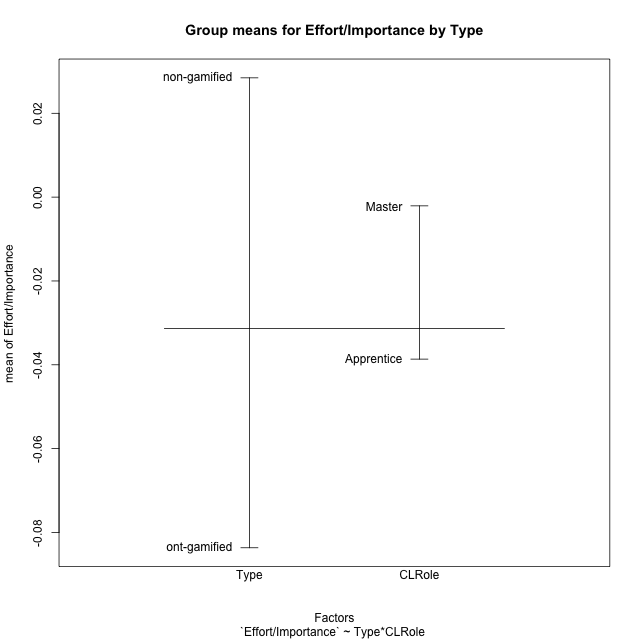 Group means for Effort/Importance by Type
mean of Effort/Importance
0.02
0.00
-0.02
-0.04
-0.06
-0.08
non-gamified
Master
Apprentice
ont-gamified
Type
CLRole
Factors
`Effort/Importance` ~ Type*CLRole